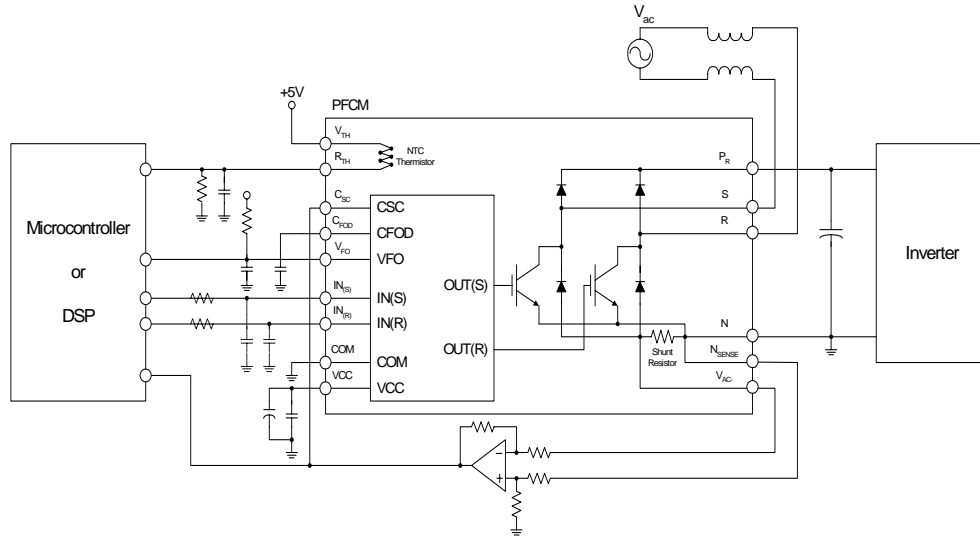 V ac
+5V
PFCM
V TH
NTC
Thermistor
R TH
P R
C SC
S
CSC
C FOD
R
CFOD
Microcontroller
or
DSP
V FO
VFO
Inverter
OUT(S)
IN (S)
IN(S)
IN (R)
IN(R)
N
OUT(R)
Shunt
Resistor
COM
COM
N SENSE
VCC
VCC
V AC-
−
+